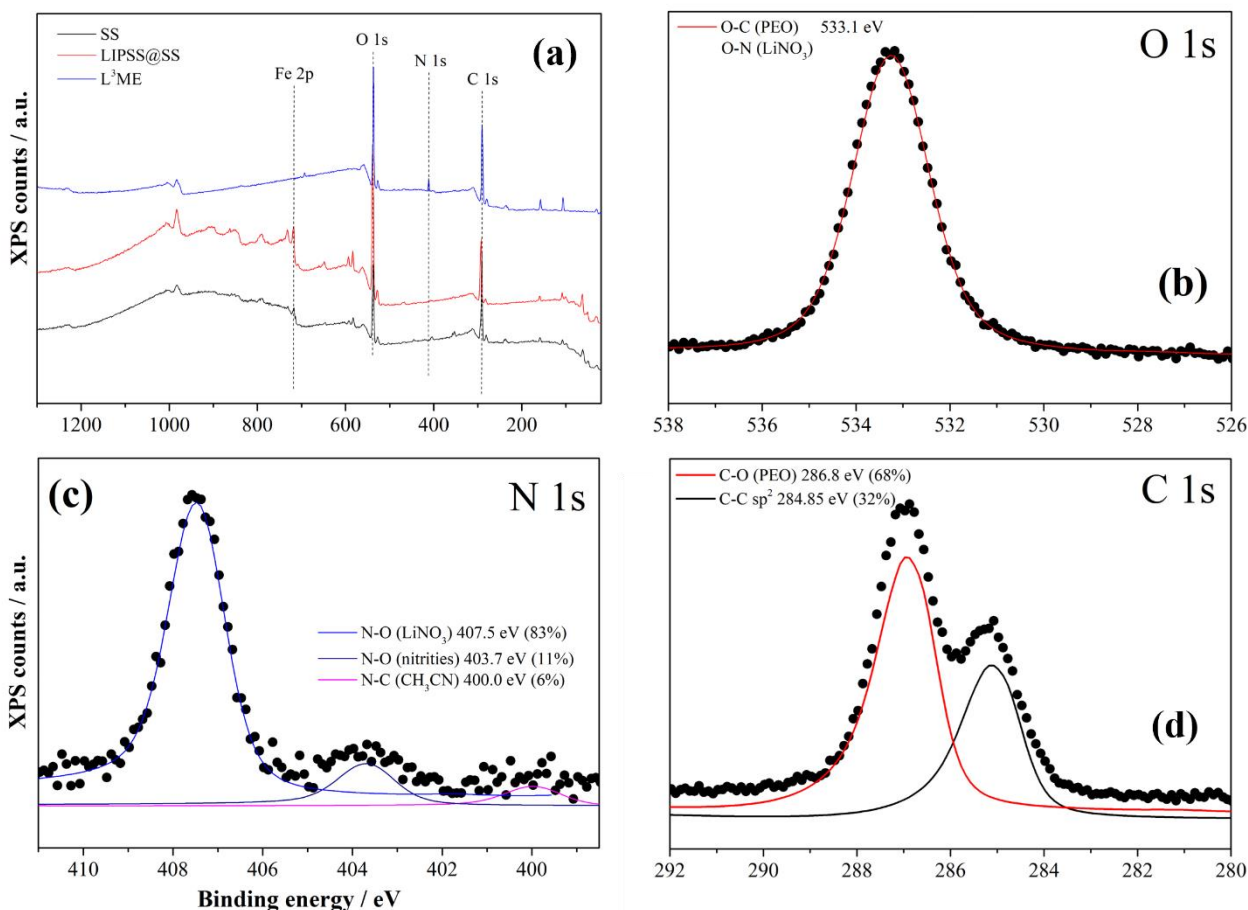 SS
LIPSS@SS
L³ME
Fe 2p
O 1s
N 1s
C 1s
(a)
XPS counts / a.u.
1200 1000 800 600 400 200
O-C (PEO) 533.1 eV
O-N (LiNO₃)
O 1s
(b)
538 536 534 532 530 528 526
(c)
N 1s
XPS counts / a.u.
N-O (LiNO₃) 407.5 eV (83%)
N-O (nitrities) 403.7 eV (11%)
N-C (CH₃CN) 400.0 eV (6%)
410 408 406 404 402 400
Binding energy / eV
C-O (PEO) 286.8 eV (68%)
C-C sp² 284.85 eV (32%)
C 1s
(d)
292 290 288 286 284 282 280